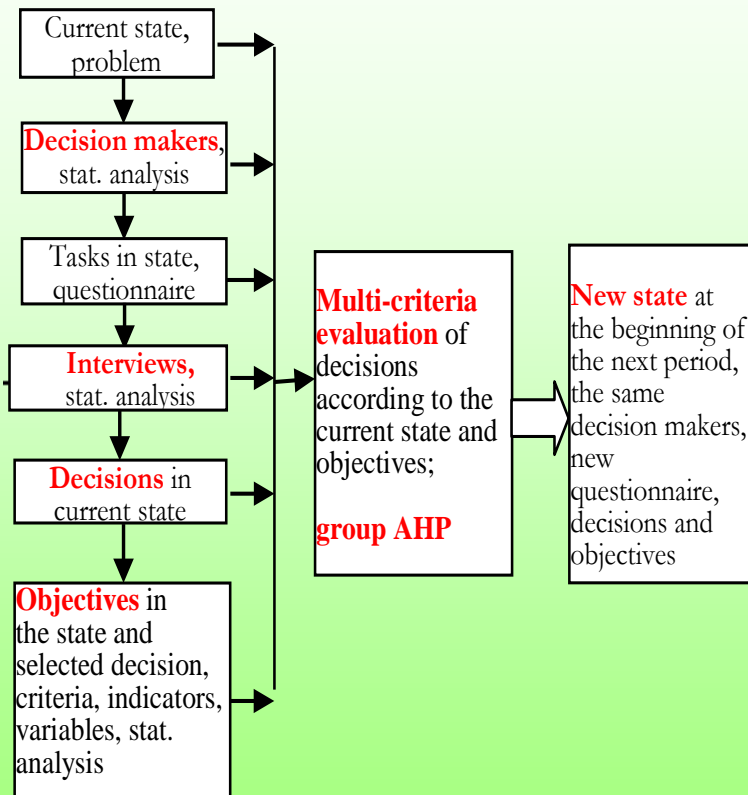 Current state,
problem
Decision makers,
stat. analysis
Tasks in state,
questionnaire
Interviews,
stat. analysis
Decisions in
current state
Objectives in
the state and
selected decision,
criteria, indicators,
variables, stat.
analysis
Multi-criteria
evaluation of
decisions
according to the
current state and
objectives;
group AHP
New state at
the beginning of
the next period,
the same
decision makers,
new
questionnaire,
decisions and
objectives